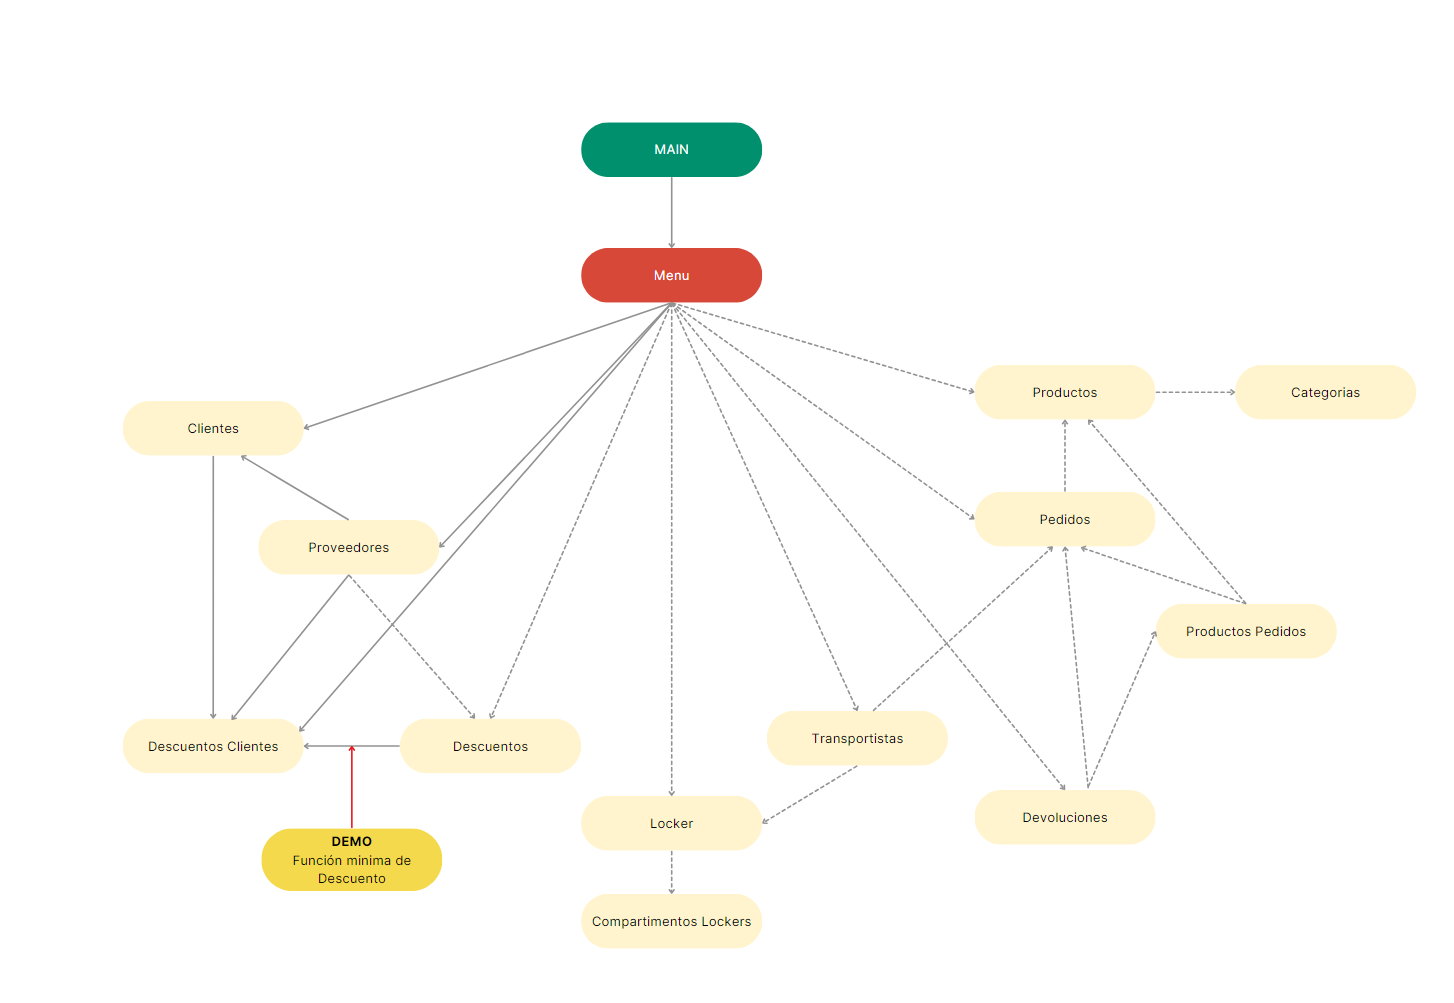 MAIN
Menu
Productos
Categorias
Clientes
Pedidos
Proveedores
Productos Pedidos
Transportistas
Descuentos Clientes
Descuentos
Devoluciones
Locker
DEMO
Función minima de
Descuento
Compartimentos Lockers